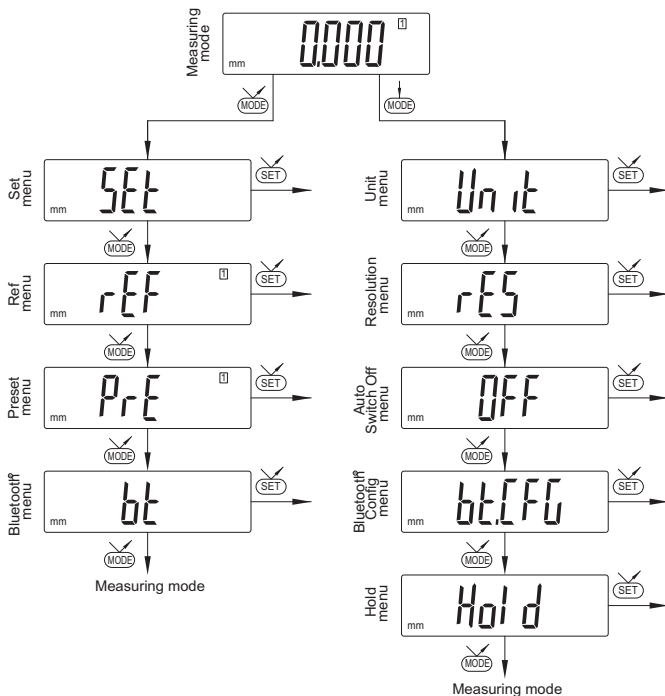 Measuring
mode
mm
0.000
1
MODE
MODE
Set
menu
mm
SEt
SET
MODE
Ref
menu
mm
rEF
1
SET
MODE
Preset
menu
mm
PrE
1
SET
MODE
Bluetooth®
menu
mm
bt
SET
MODE
Measuring mode
Unit
menu
mm
Unit
SET
MODE
Resolution
menu
mm
rES
SET
MODE
Auto
Switch Off
menu
mm
OFF
SET
MODE
Bluetooth®
Config
menu
mm
bt.CFG
SET
MODE
Hold
menu
mm
Hold
SET
MODE
Measuring mode